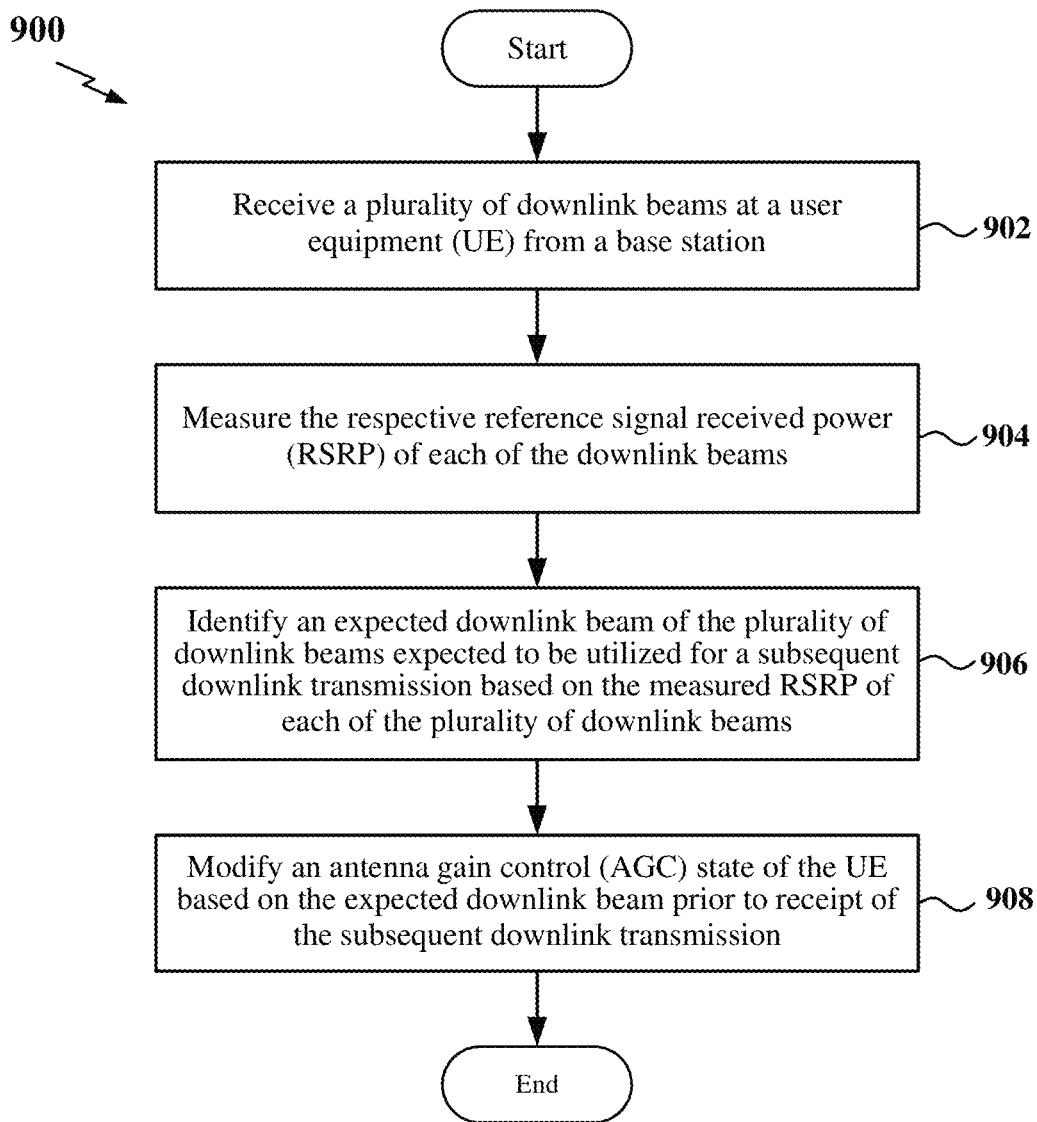 900
Start
Receive a plurality of downlink beams at a user
equipment (UE) from a base station
902
Measure the respective reference signal received power
(RSRP) of each of the downlink beams
904
Identify an expected downlink beam of the plurality of
downlink beams expected to be utilized for a subsequent
downlink transmission based on the measured RSRP of
each of the plurality of downlink beams
906
Modify an antenna gain control (AGC) state of the UE
based on the expected downlink beam prior to receipt of
the subsequent downlink transmission
908
End